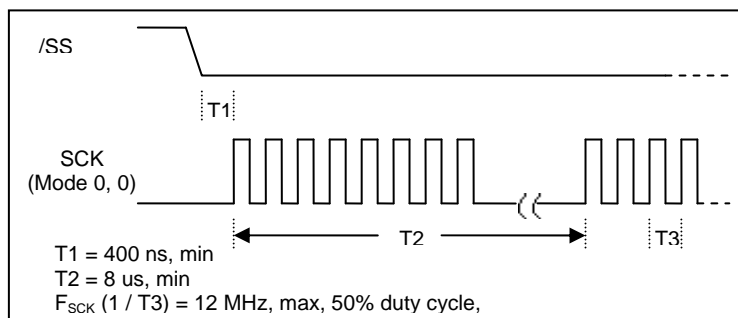 /SS
T1
SCK
(Mode 0, 0)
T2
T3
T1 = 400 ns, min
T2 = 8 us, min
FSCK (1 / T3) = 12 MHz, max, 50% duty cycle,